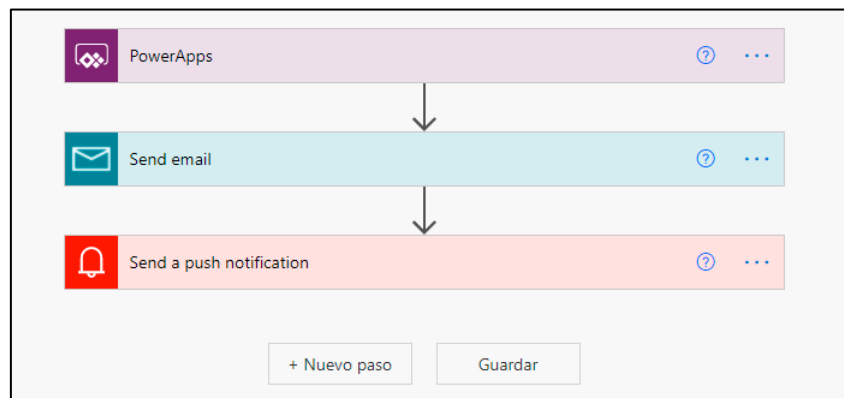 PowerApps
Send email
Send a push notification
+ Nuevo paso
Guardar